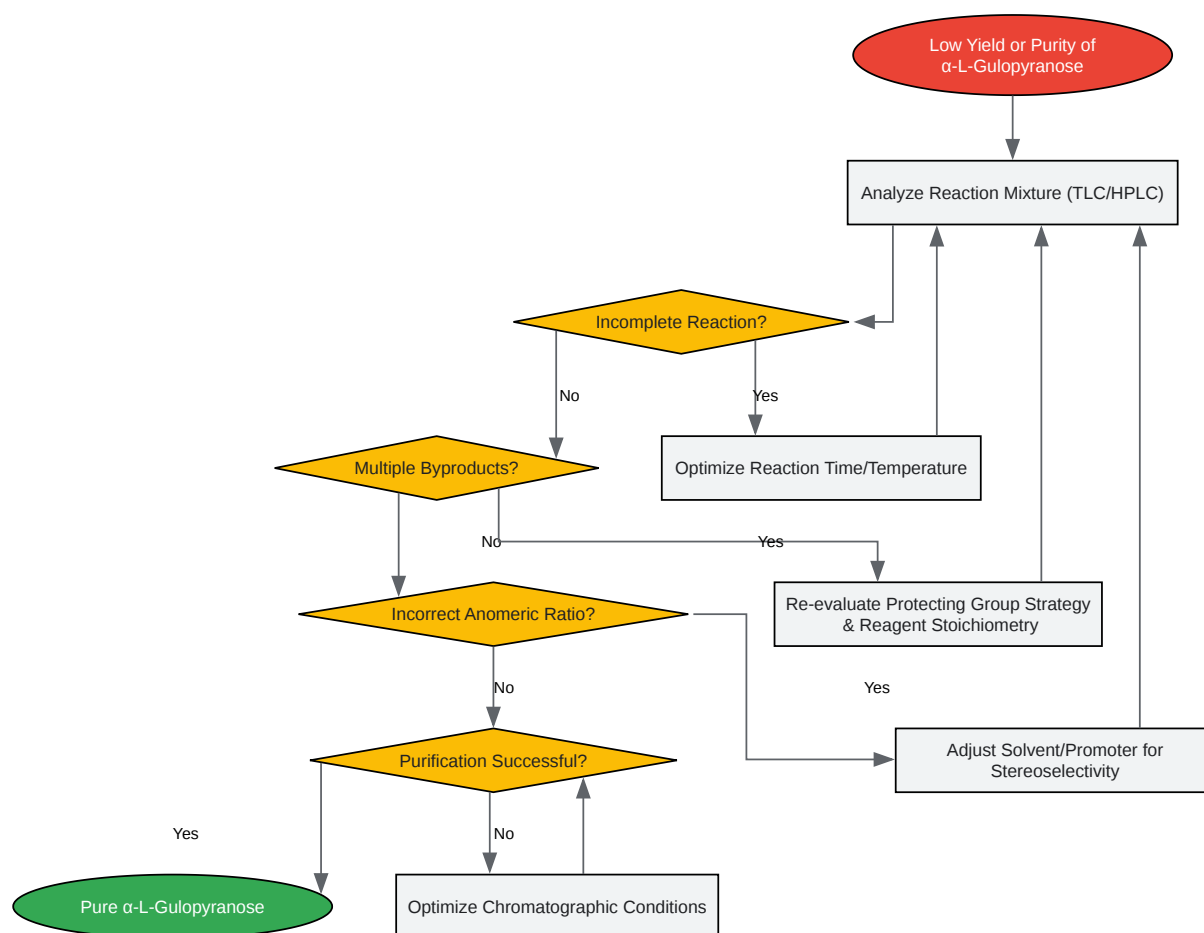 Low Yield or Purity of
α-L-Gulopyranose
Analyze Reaction Mixture (TLC/HPLC)
Incomplete Reaction?
No
Yes
Multiple Byproducts?
Optimize Reaction Time/Temperature
No
Yes
Incorrect Anomeric Ratio?
Re-evaluate Protecting Group Strategy
& Reagent Stoichiometry
No
Yes
Purification Successful?
Adjust Solvent/Promoter for
Stereoselectivity
Yes
No
Pure α-L-Gulopyranose
Optimize Chromatographic Conditions